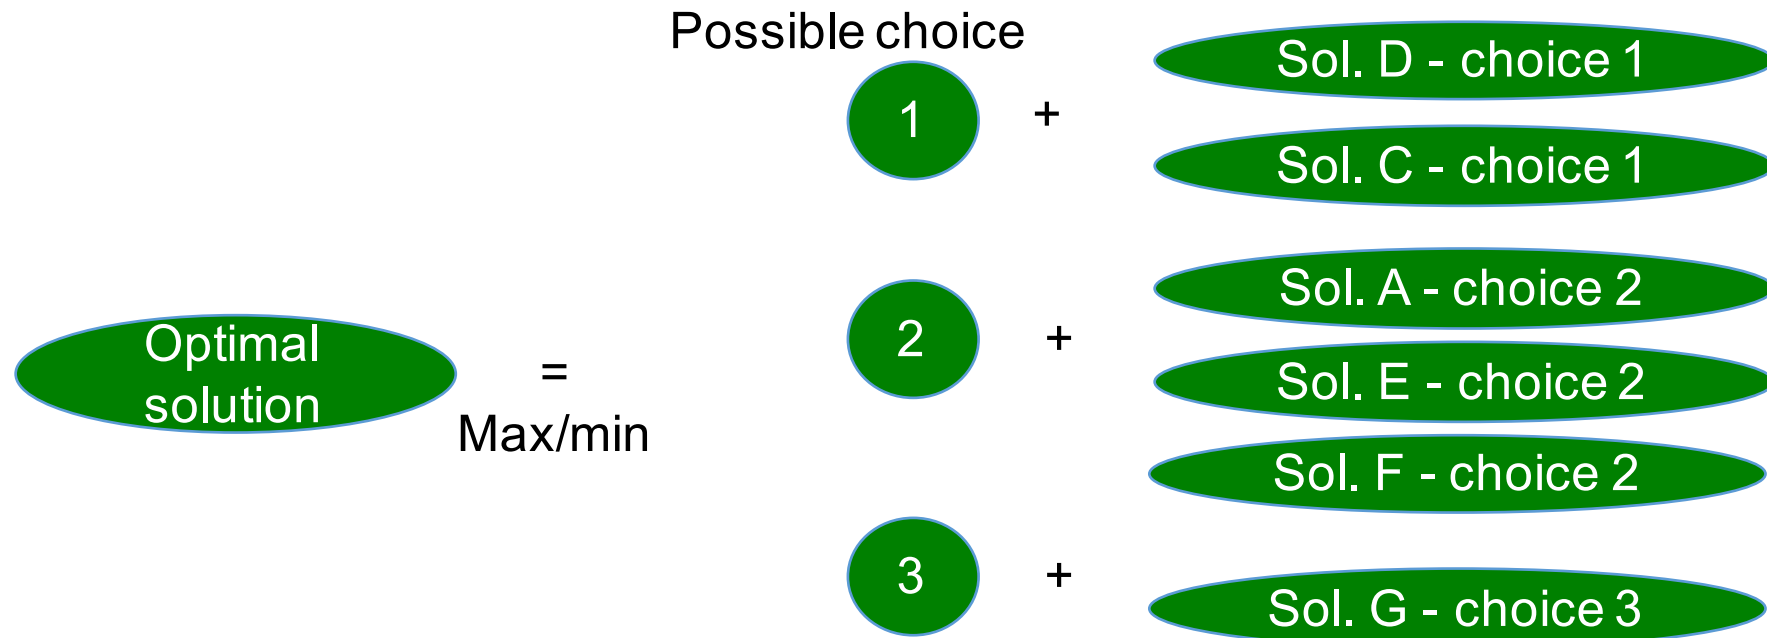 Possible choice
1
+
Sol. D - choice 1
Sol. C - choice 1
2
+
Sol. A - choice 2
Sol. E - choice 2
Sol. F - choice 2
Optimal
solution
=
Max/min
3
+
Sol. G - choice 3